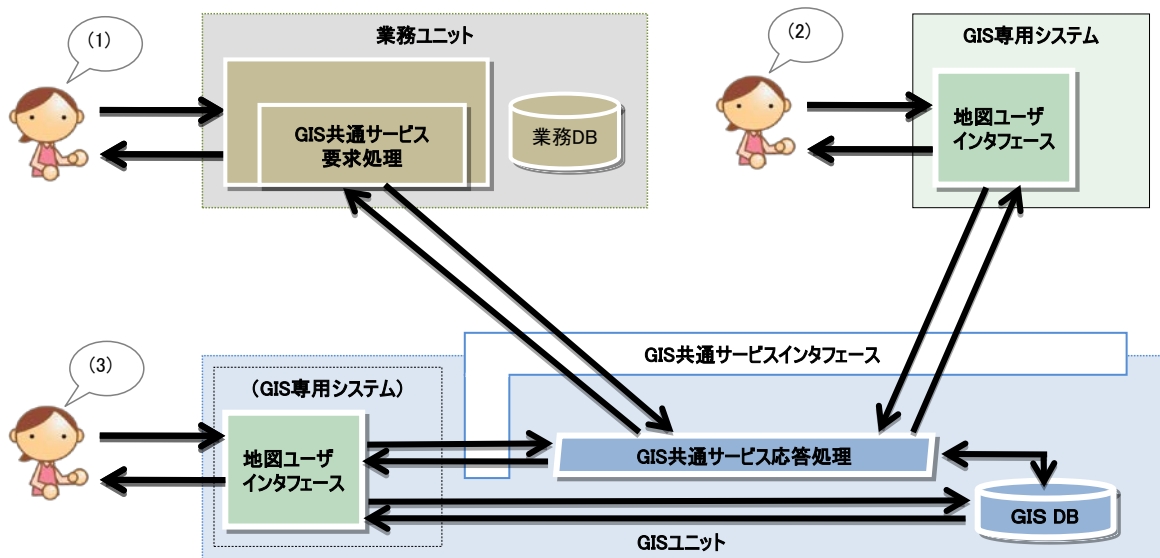 (1)
業務ユニット
GIS共通サービス
要求処理
業務DB
(2)
GIS専用システム
地図ユーザ
インタフェース
GIS共通サービスインタフェース
(3)
(GIS専用システム)
地図ユーザ
インタフェース
GIS共通サービス応答処理
GIS DB
GISユニット